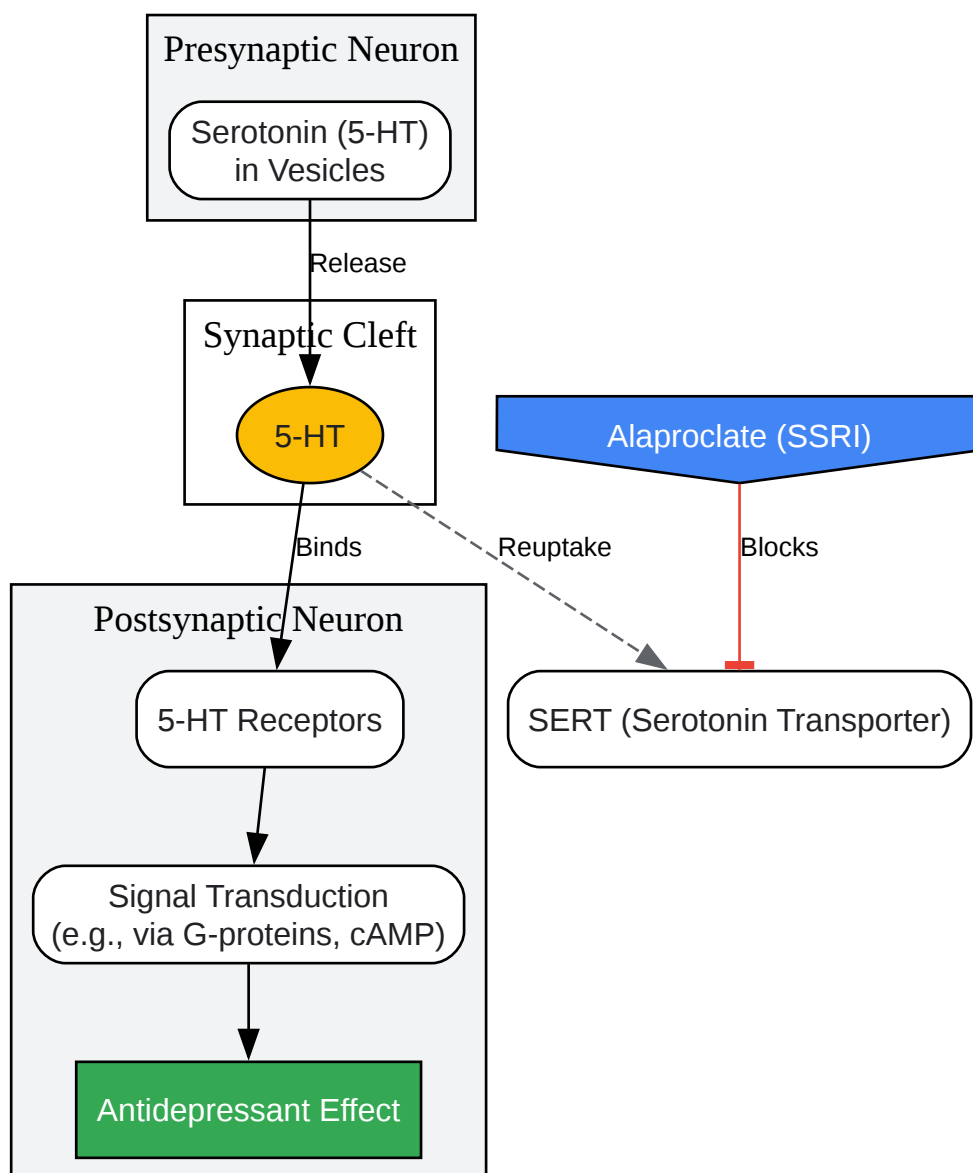 Presynaptic Neuron
Serotonin (5-HT)
in Vesicles
Release
Synaptic Cleft
5-HT
Alaproclate (SSRI)
Binds
Reuptake
Blocks
Postsynaptic Neuron
5-HT Receptors
SERT (Serotonin Transporter)
Signal Transduction
(e.g., via G-proteins, cAMP)
Antidepressant Effect